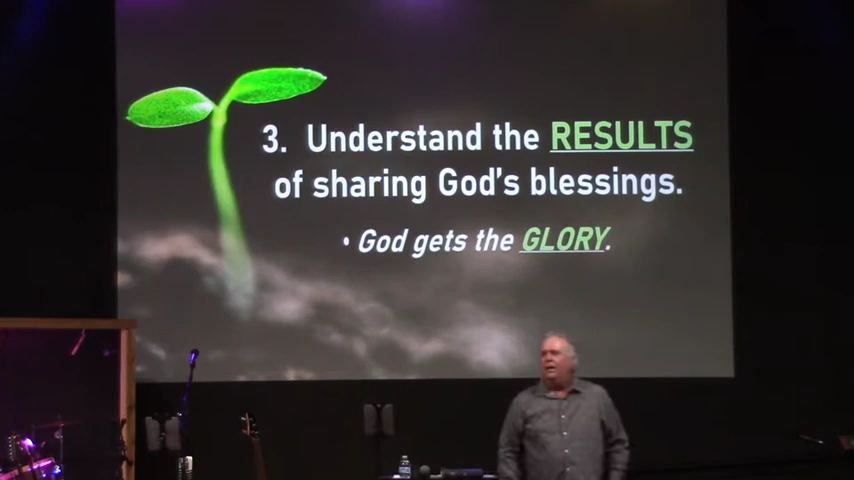 3. Understand the RESULTS
of sharing God's blessings.
• God gets the GLORY.